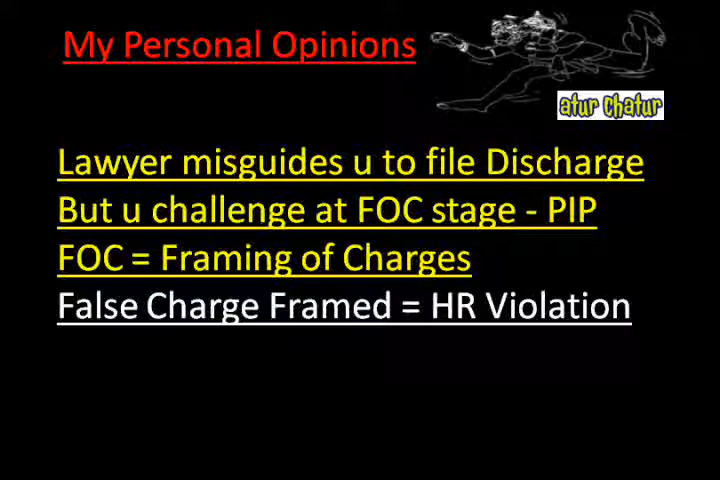 My Personal Opinions
atur chatur
Lawyer misguides u to file Discharge
But u challenge at FOC stage - PIP
FOC = Framing of Charges
False Charge Framed = HR Violation